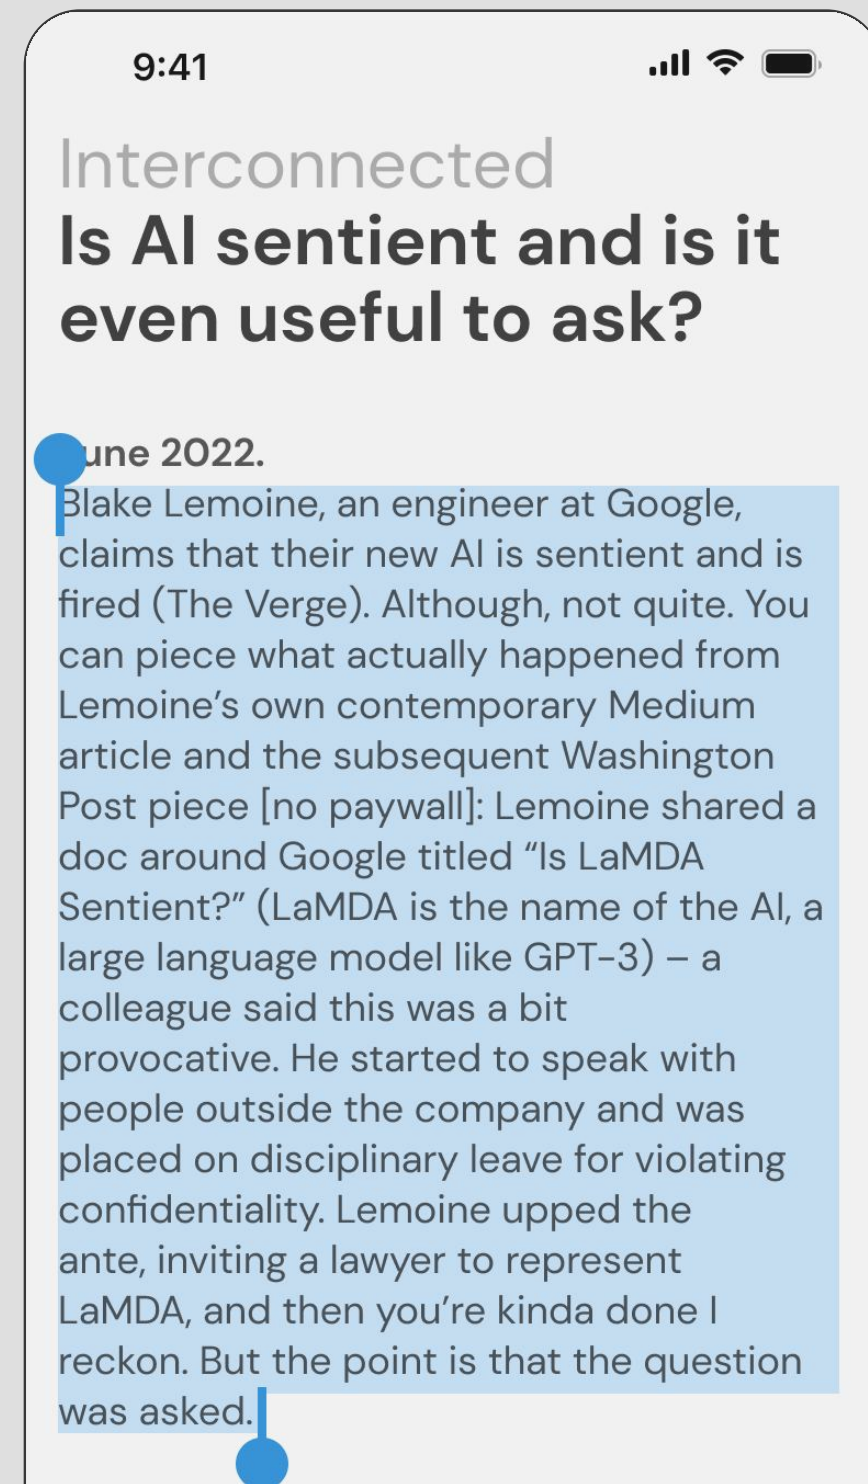 9:41
Interconnected
Is AI sentient and is it
even useful to ask?
une 2022.
Blake Lemoine, an engineer at Google,
claims that their new AI is sentient and is
fired (The Verge). Although, not quite. You
can piece what actually happened from
Lemoine’s own contemporary Medium
article and the subsequent Washington
Post piece [no paywall]: Lemoine shared a
doc around Google titled “Is LaMDA
Sentient?” (LaMDA is the name of the AI, a
large language model like GPT-3) – a
colleague said this was a bit
provocative. He started to speak with
people outside the company and was
placed on disciplinary leave for violating
confidentiality. Lemoine upped the
ante, inviting a lawyer to represent
LaMDA, and then you’re kinda done I
reckon. But the point is that the question
was asked.